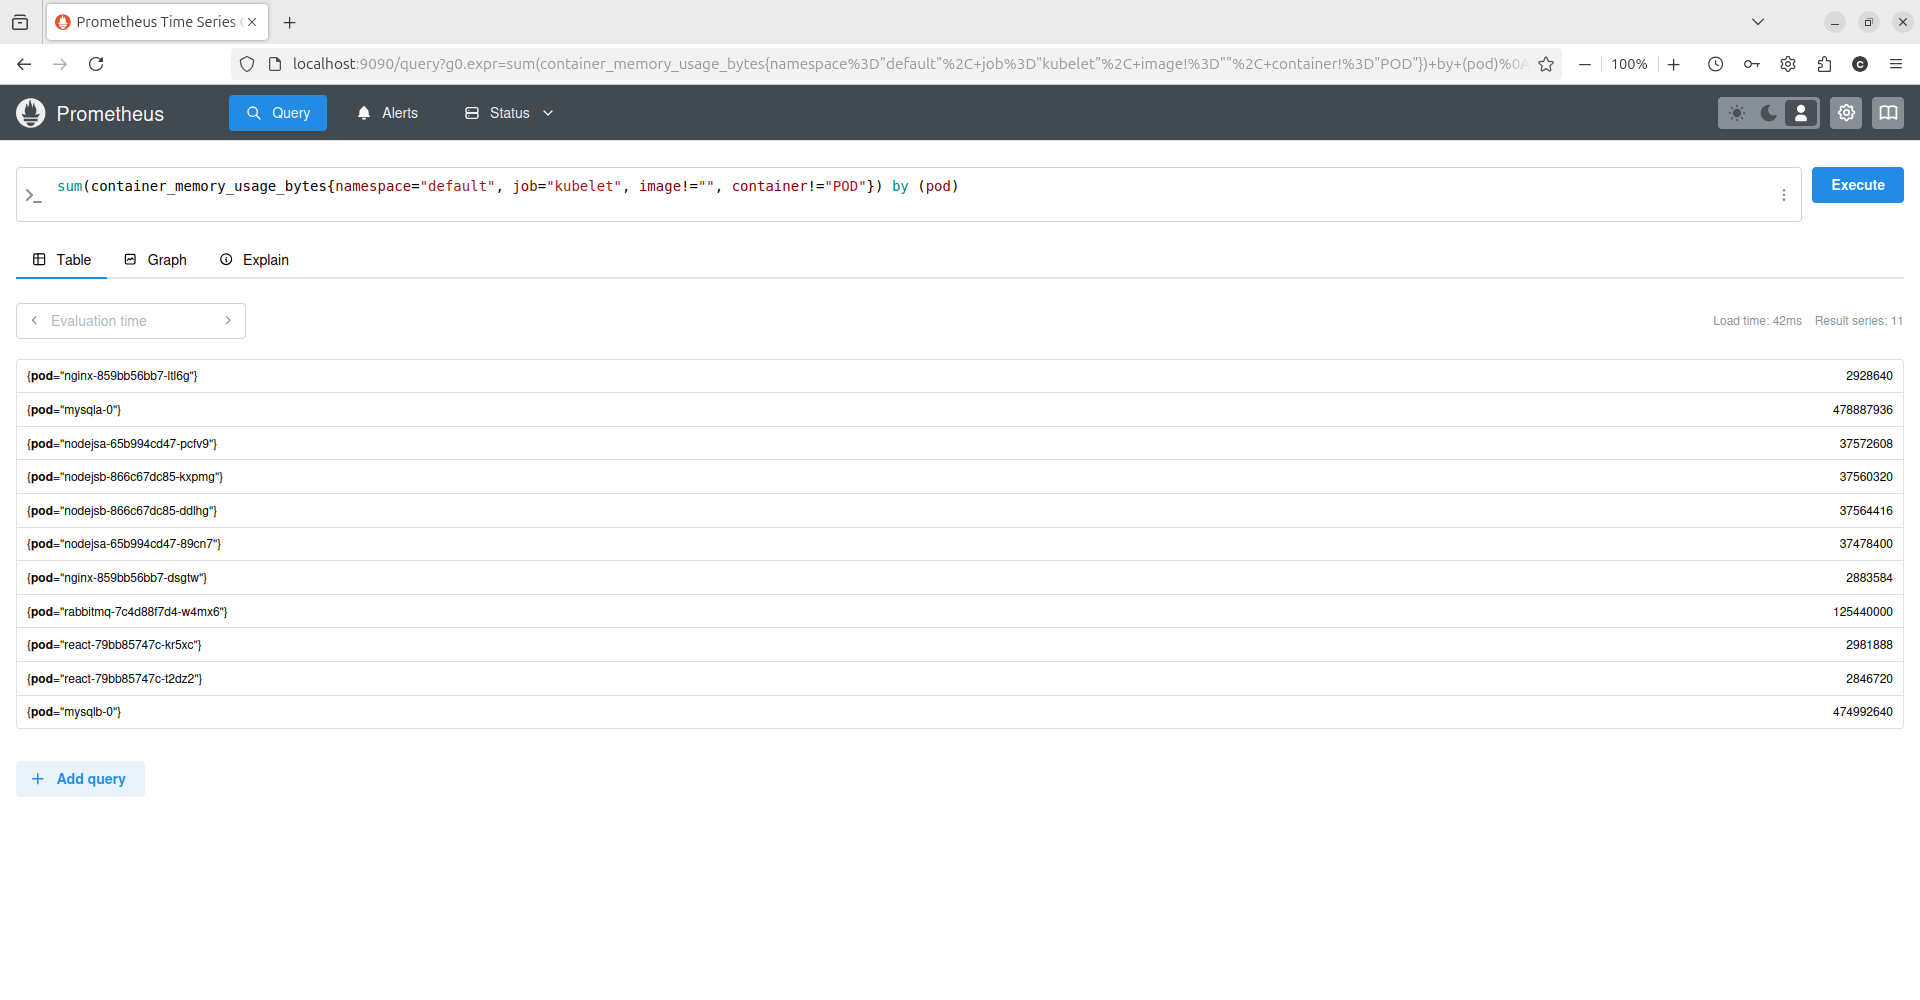 Prometheus Time Series
localhost:9090/query?g0.expr=sum(container_memory_usage_bytes{namespace%3D"default"%2C+job%3D"kubelet"%2C+image!%3D""%2C+container!%3D"POD"})+by+(pod)%0A
100%
C
Prometheus
Query
Alerts
Status
>_ sum(container_memory_usage_bytes{namespace="default", job="kubelet", image!="", container!="POD"}) by (pod)
Execute
Table
Graph
Explain
Evaluation time
Load time: 42ms Result series: 11
{pod="nginx-859bb56bb7-ltl6g"} 2928640
{pod="mysqla-0"} 478887936
{pod="nodejsa-65b994cd47-pcfv9"} 37572608
{pod="nodejsb-866c67dc85-kxpmg"} 37560320
{pod="nodejsb-866c67dc85-ddlhg"} 37564416
{pod="nodejsa-65b994cd47-89cn7"} 37478400
{pod="nginx-859bb56bb7-dsgtw"} 2883584
{pod="rabbitmq-7c4d88f7d4-w4mx6"} 125440000
{pod="react-79bb85747c-kr5xc"} 2981888
{pod="react-79bb85747c-t2dz2"} 2846720
{pod="mysqlb-0"} 474992640
Add query